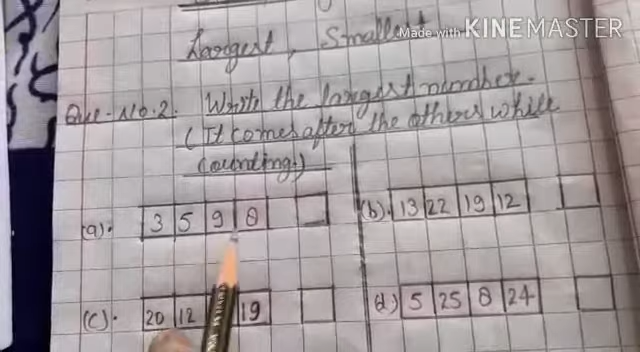 Made with KINEMASTER
Largest, Smallest
Que-No.2. Write the largest number.
(It comes after the others while
counting.)
(a). 3 5 9 8
(b). 13 22 19 12
(c). 20 12 19
(d) 5 25 8 24